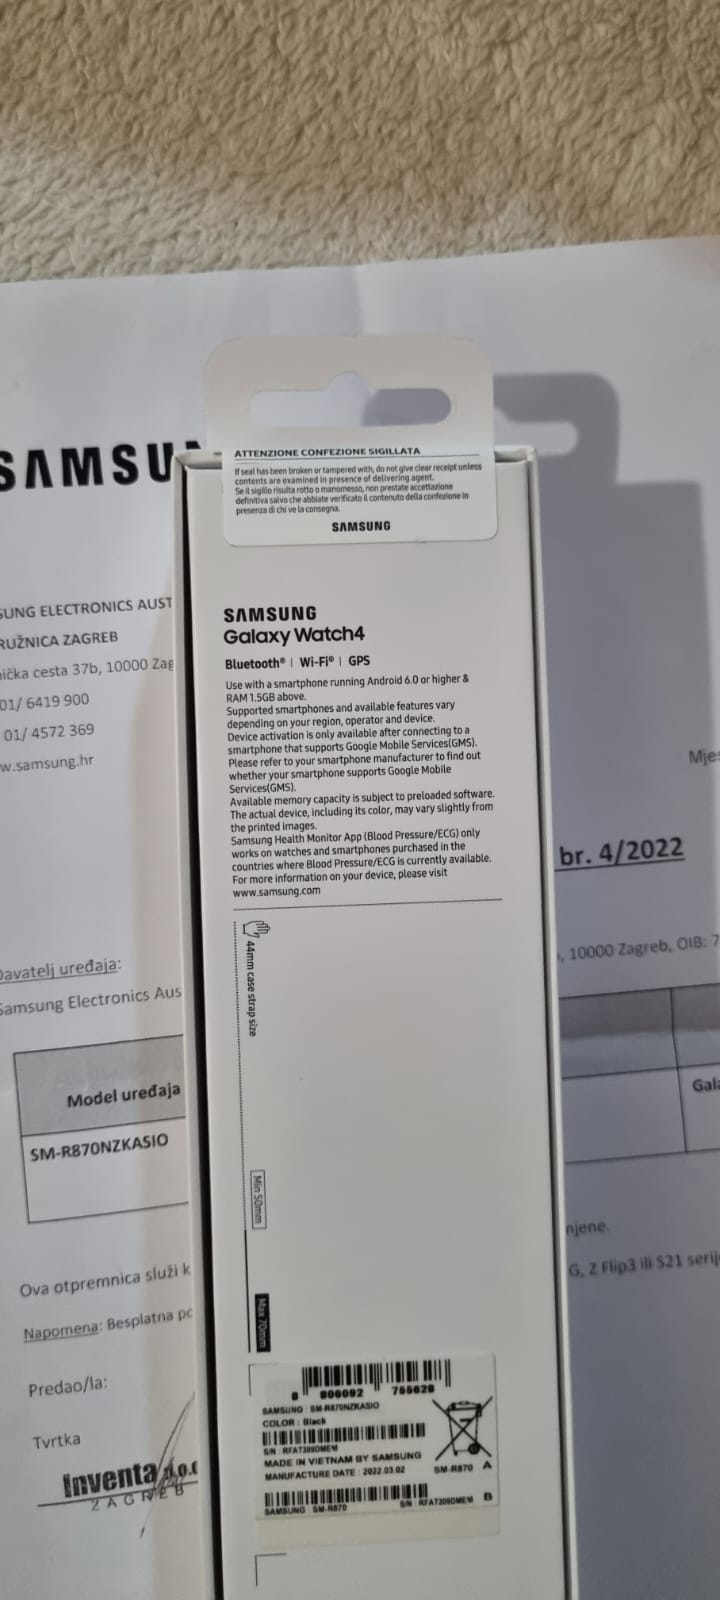 SAMSU
SUNG ELECTRONICS AUST
RUŽNICA ZAGREB
ička cesta 37b, 10000 Zag
01/ 6419 900
01/ 4572 369
w.samsung.hr
Mjes
br. 4/2022
, 10000 Zagreb, OIB: 7
Davatelj uređaja:
Samsung Electronics Aus
Model uređaja
SM-R870NZKASIO
Gala
njene.
G, Z Flip3 ili S21 serij
Ova otpremnica služi k
Napomena: Besplatna po
Predao/la:
Tvrtka
Inventa d.o.o
ZAGREB
ATTENZIONE CONFEZIONE SIGILLATA
If seal has been broken or tampered with, do not give clear receipt unless
contents are examined in presence of delivering agent.
Se il sigillo risulta rotto o manomesso, non prestate accettazione
definitiva salvo che abbiate verificato il contenuto della confezione in
presenza di chi ve la consegna.
SAMSUNG
SAMSUNG
Galaxy Watch4
Bluetooth® | Wi-Fi® | GPS
Use with a smartphone running Android 6.0 or higher &
RAM 1.5GB above.
Supported smartphones and available features vary
depending on your region, operator and device.
Device activation is only available after connecting to a
smartphone that supports Google Mobile Services(GMS).
Please refer to your smartphone manufacturer to find out
whether your smartphone supports Google Mobile
Services(GMS).
Available memory capacity is subject to preloaded software.
The actual device, including its color, may vary slightly from
the printed images.
Samsung Health Monitor App (Blood Pressure/ECG) only
works on watches and smartphones purchased in the
countries where Blood Pressure/ECG is currently available.
For more information on your device, please visit
www.samsung.com
44mm case strap size
Min 50mm
Max 70mm
8 806092 755628
SAMSUNG : SM-R870NZKASIO
COLOR : Black
S/N : RFAT309DMEM
MADE IN VIETNAM BY SAMSUNG
MANUFACTURE DATE : 2022.03.02
SM-R870 A
SAMSUNG : SM-R870 S/N : RFAT309DMEM B